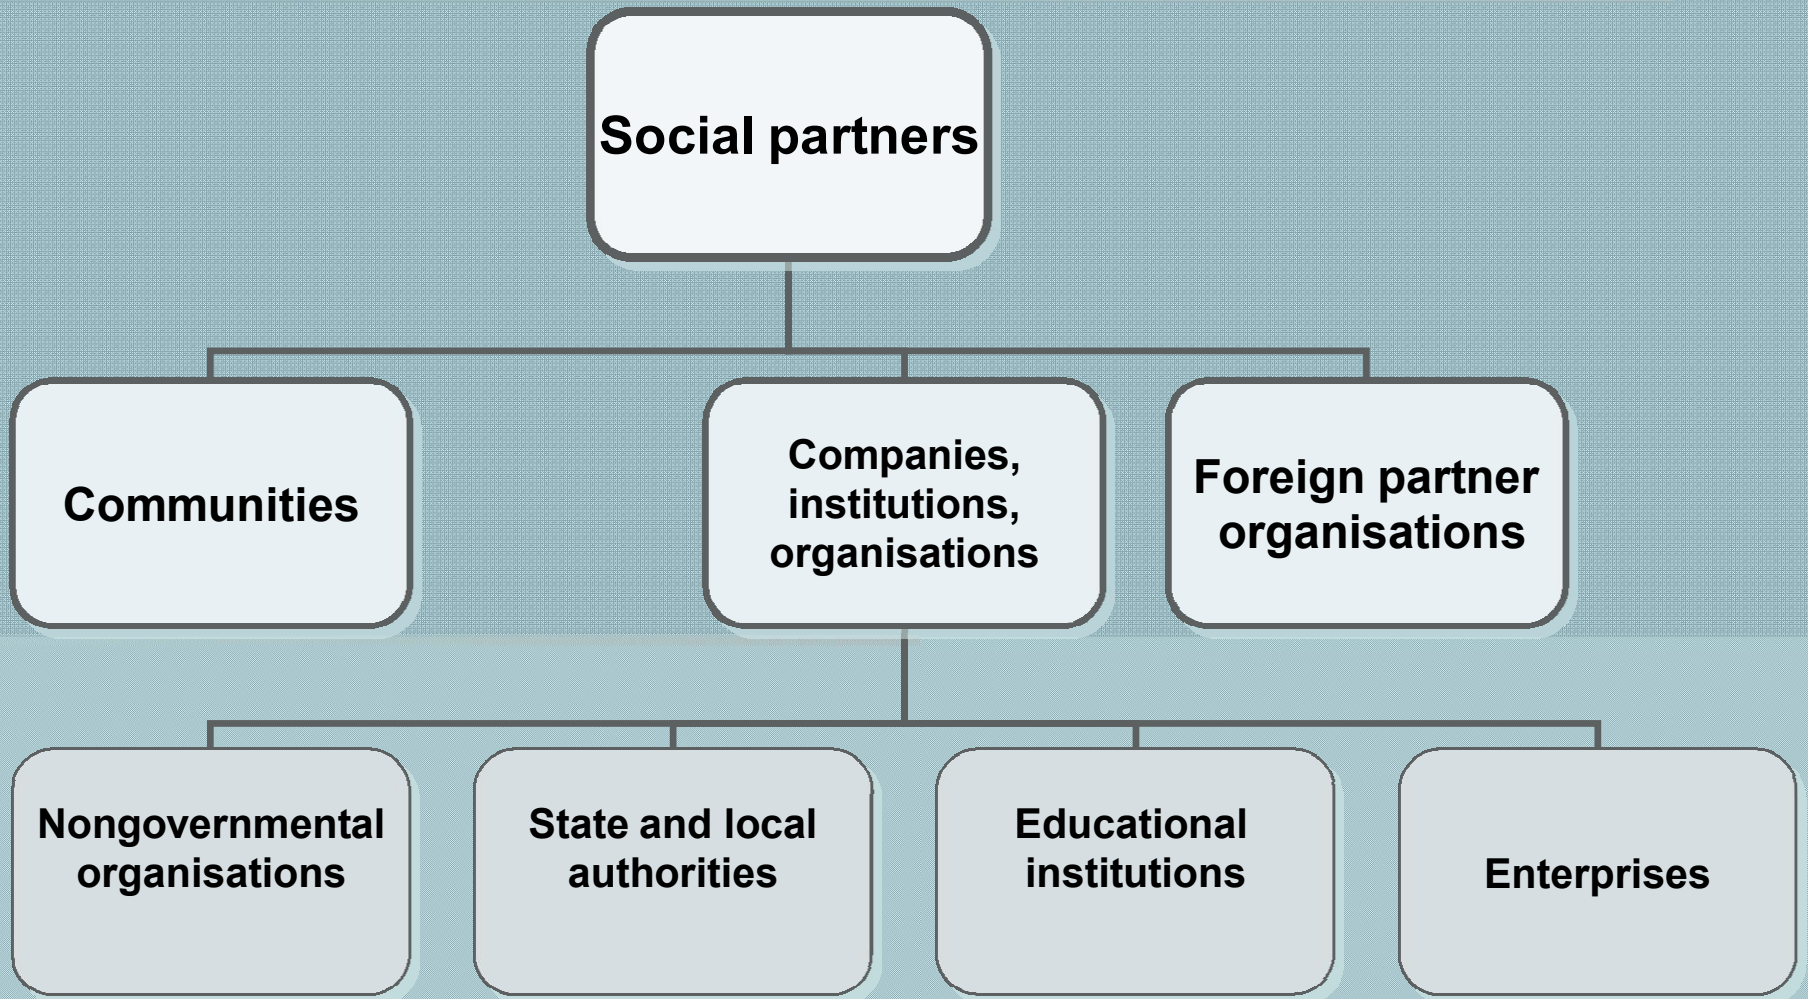 Social partners
Communities
Companies,
institutions,
organisations
Foreign partner
organisations
Nongovernmental
organisations
State and local
authorities
Educational
institutions
Enterprises